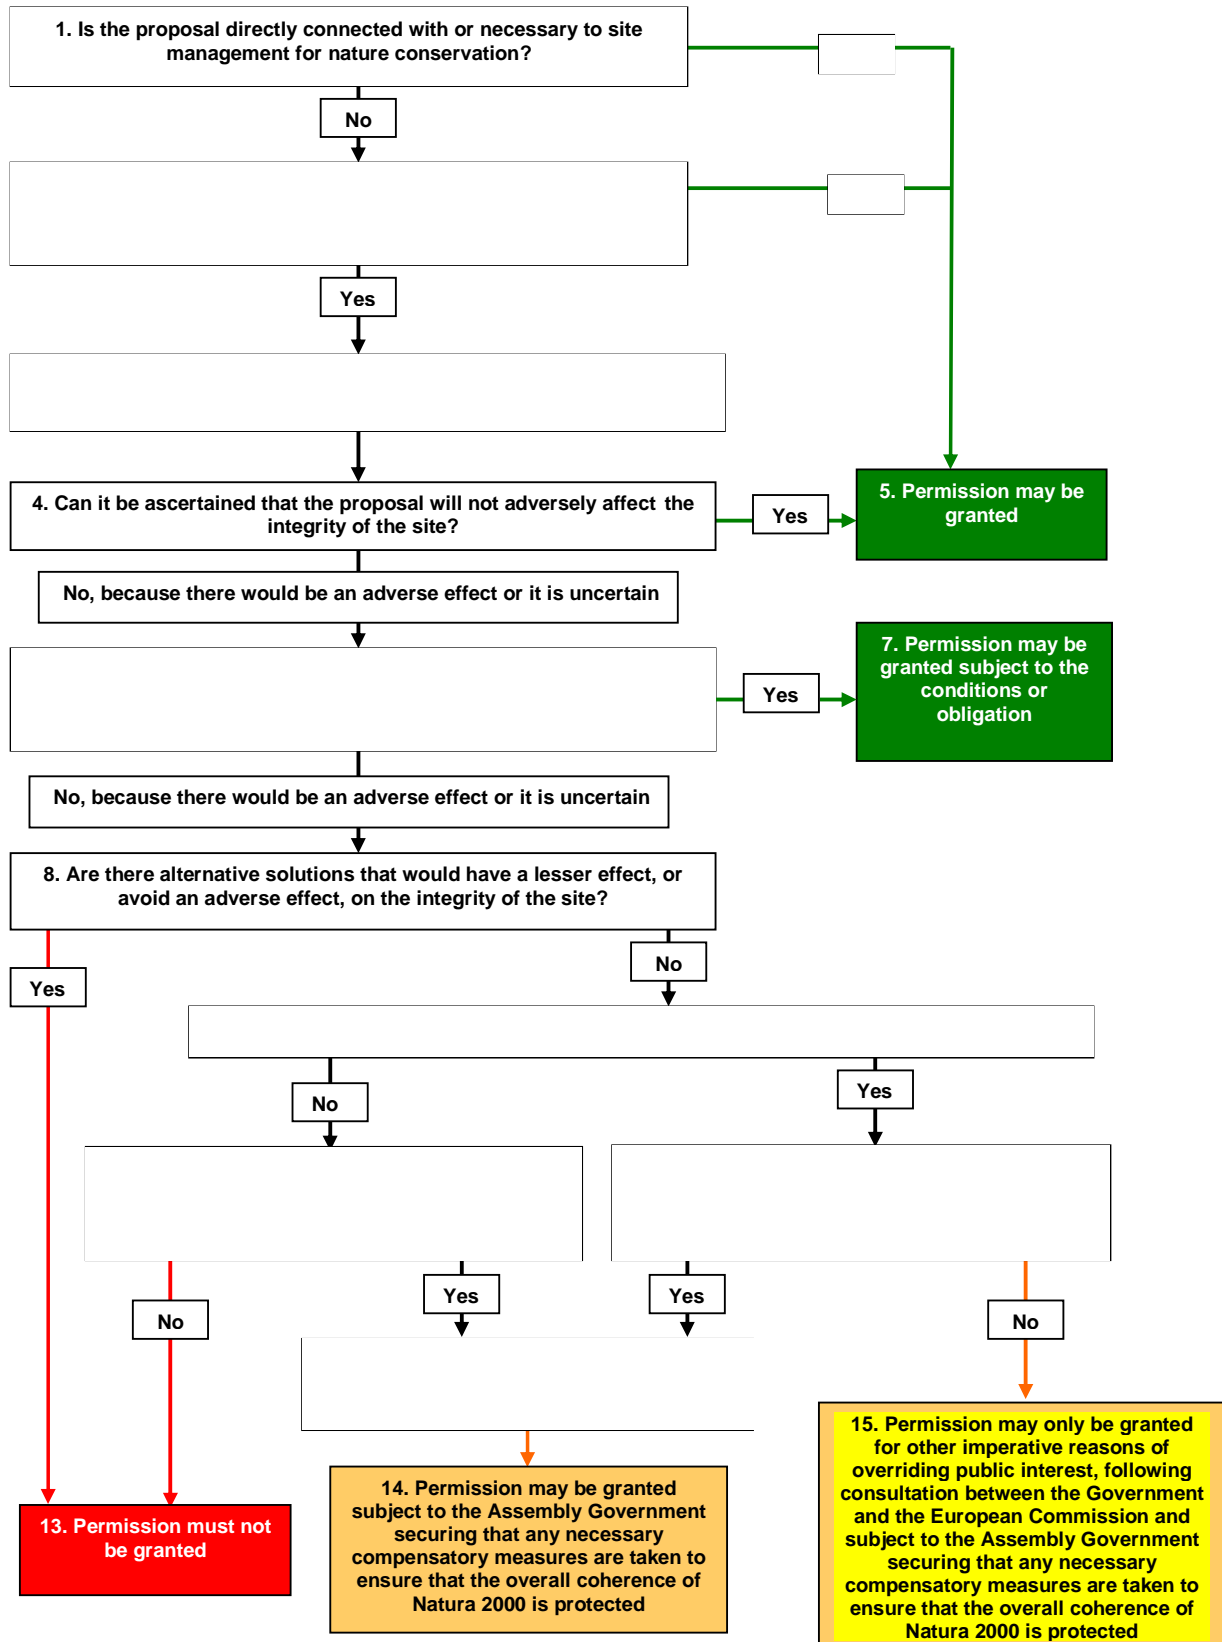 1. Is the proposal directly connected with or necessary to site
management for nature conservation?
No
Yes
4. Can it be ascertained that the proposal will not adversely affect the
integrity of the site?
Yes
5. Permission may be
granted
No, because there would be an adverse effect or it is uncertain
Yes
7. Permission may be
granted subject to the
conditions or
obligation
No, because there would be an adverse effect or it is uncertain
8. Are there alternative solutions that would have a lesser effect, or
avoid an adverse effect, on the integrity of the site?
Yes
No
No
Yes
No
Yes
Yes
No
13. Permission must not
be granted
14. Permission may be granted
subject to the Assembly Government
securing that any necessary
compensatory measures are taken to
ensure that the overall coherence of
Natura 2000 is protected
15. Permission may only be granted
for other imperative reasons of
overriding public interest, following
consultation between the Government
and the European Commission and
subject to the Assembly Government
securing that any necessary
compensatory measures are taken to
ensure that the overall coherence of
Natura 2000 is protected